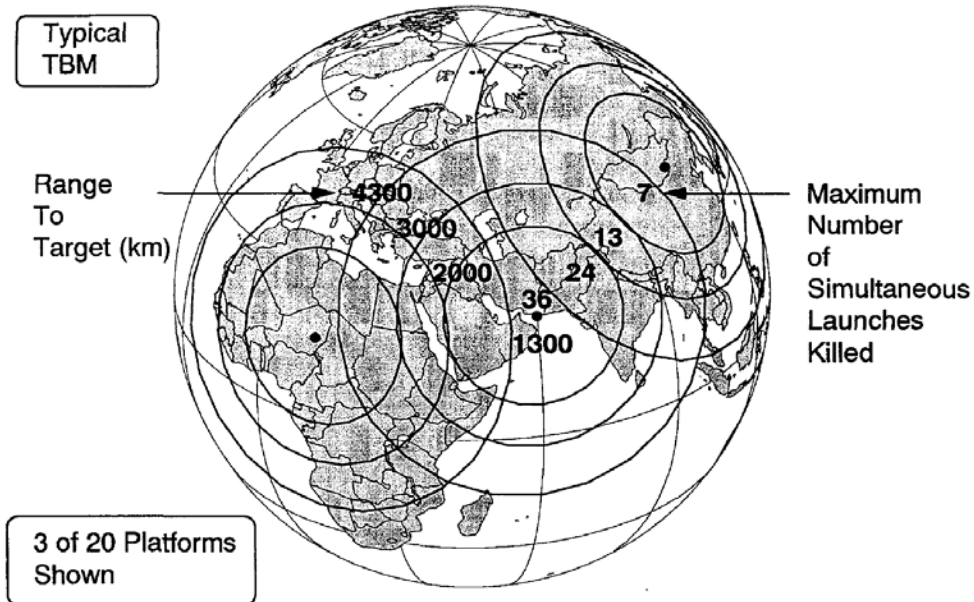 Typical
TBM
Range
To
Target (km)
4300
3000
2000
1300
7
13
24
36
Maximum
Number
of
Simultaneous
Launches
Killed
3 of 20 Platforms
Shown